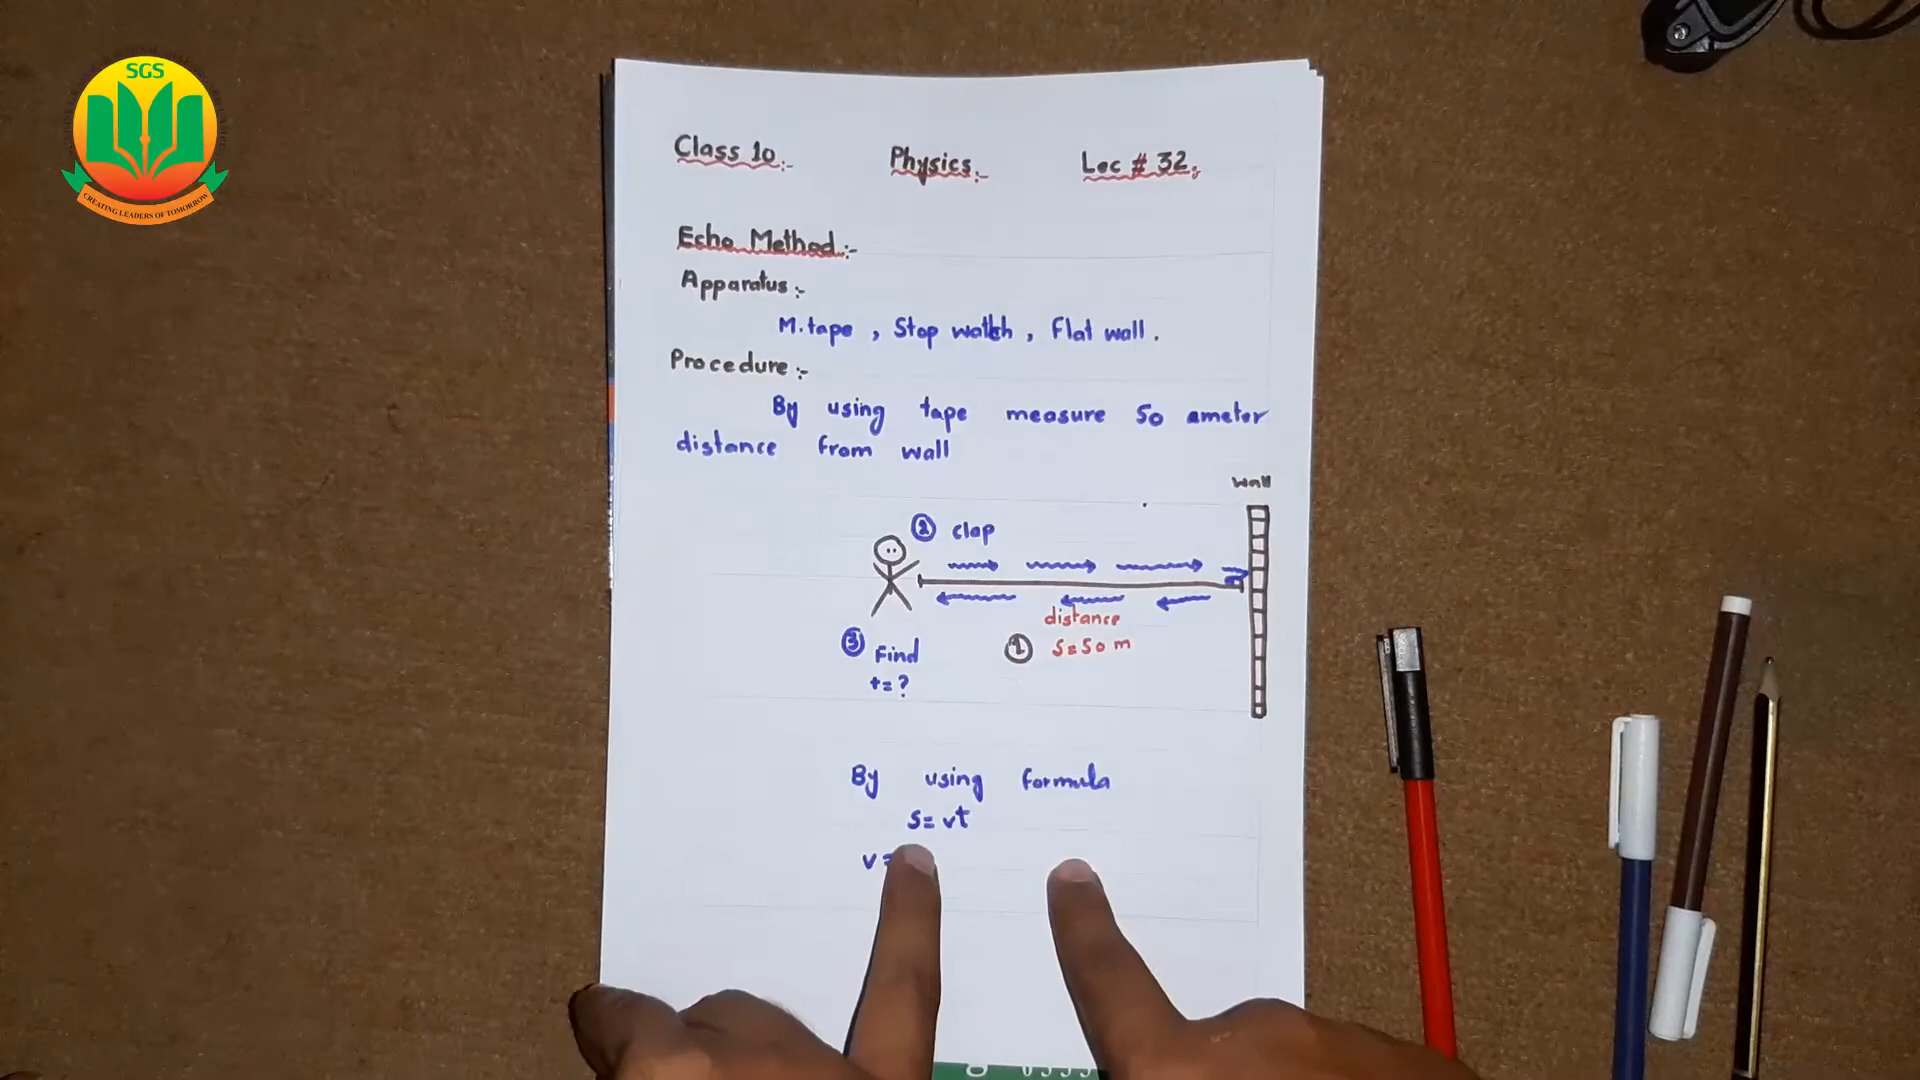 SGS
CREATING LEADERS OF TOMORROW
Class 10:- Physics:- Lec # 32:
Echo Method:-
Apparatus:-
M.tape , Stop watch , Flat wall .
Procedure:-
By using tape measure 50 ameter
distance from wall
wall
2 clap
distance
3 Find 1 S=50 m
t=?
By using formula
S= vt
v=